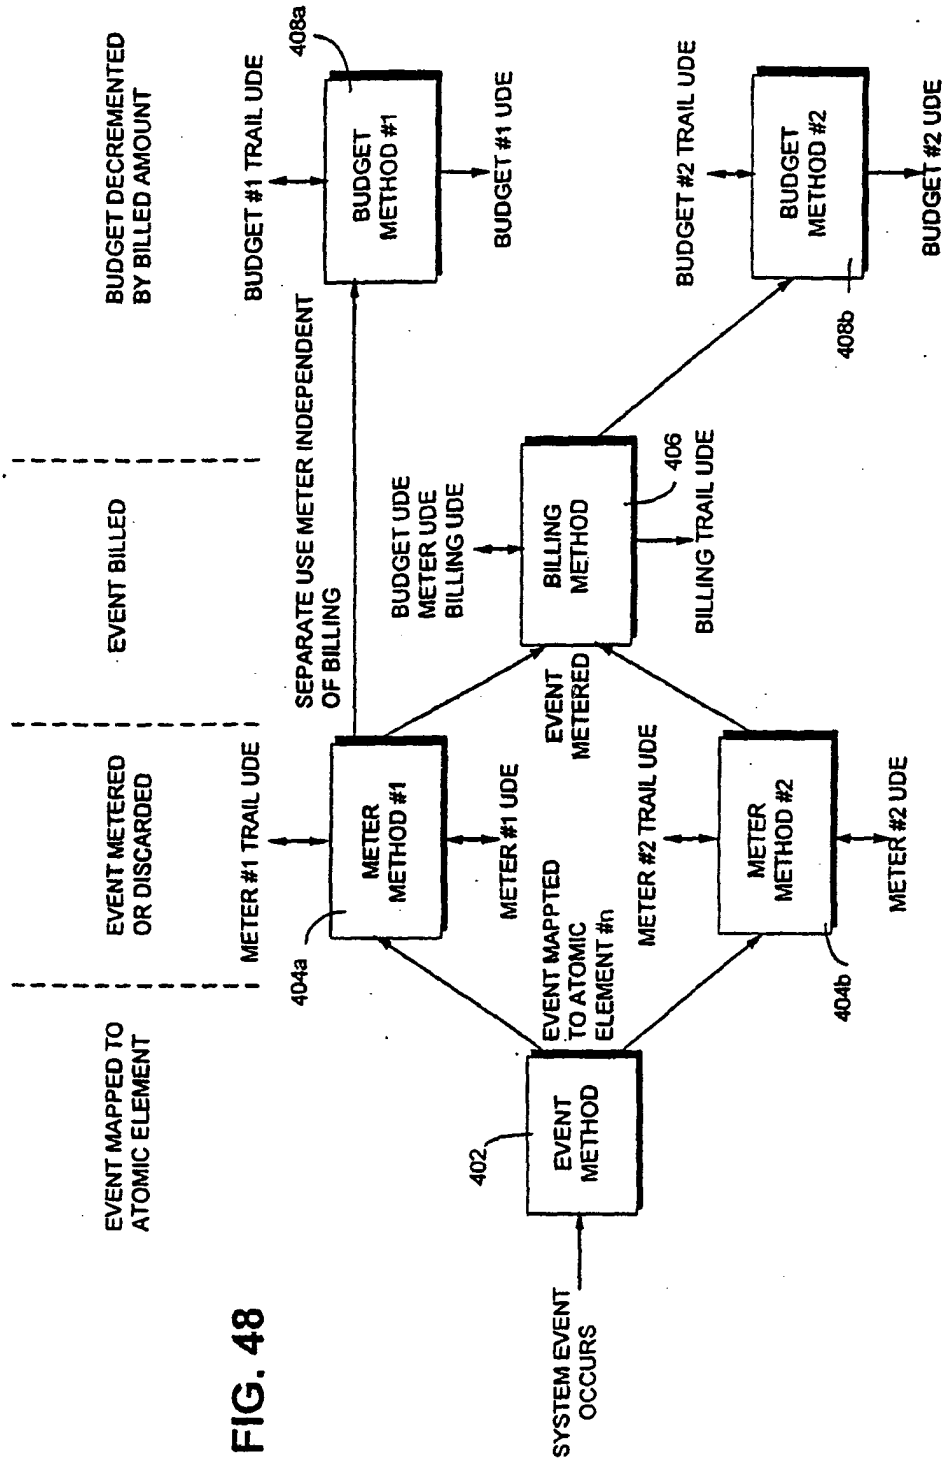 FIG. 48
EVENT MAPPED TO
ATOMIC ELEMENT
EVENT METERED
OR DISCARDED
EVENT BILLED
BUDGET DECREMENTED
BY BILLED AMOUNT
SYSTEM EVENT
OCCURS
402
EVENT
METHOD
EVENT MAPPTED
TO ATOMIC
ELEMENT #n
METER #1 TRAIL UDE
404a
METER
METHOD #1
METER #1 UDE
METER #2 TRAIL UDE
METER
METHOD #2
404b
METER #2 UDE
SEPARATE USE METER INDEPENDENT
OF BILLING
EVENT
METERED
BUDGET UDE
METER UDE
BILLING UDE
BILLING
METHOD
406
BILLING TRAIL UDE
BUDGET #1 TRAIL UDE
408a
BUDGET
METHOD #1
BUDGET #1 UDE
BUDGET #2 TRAIL UDE
BUDGET
METHOD #2
408b
BUDGET #2 UDE